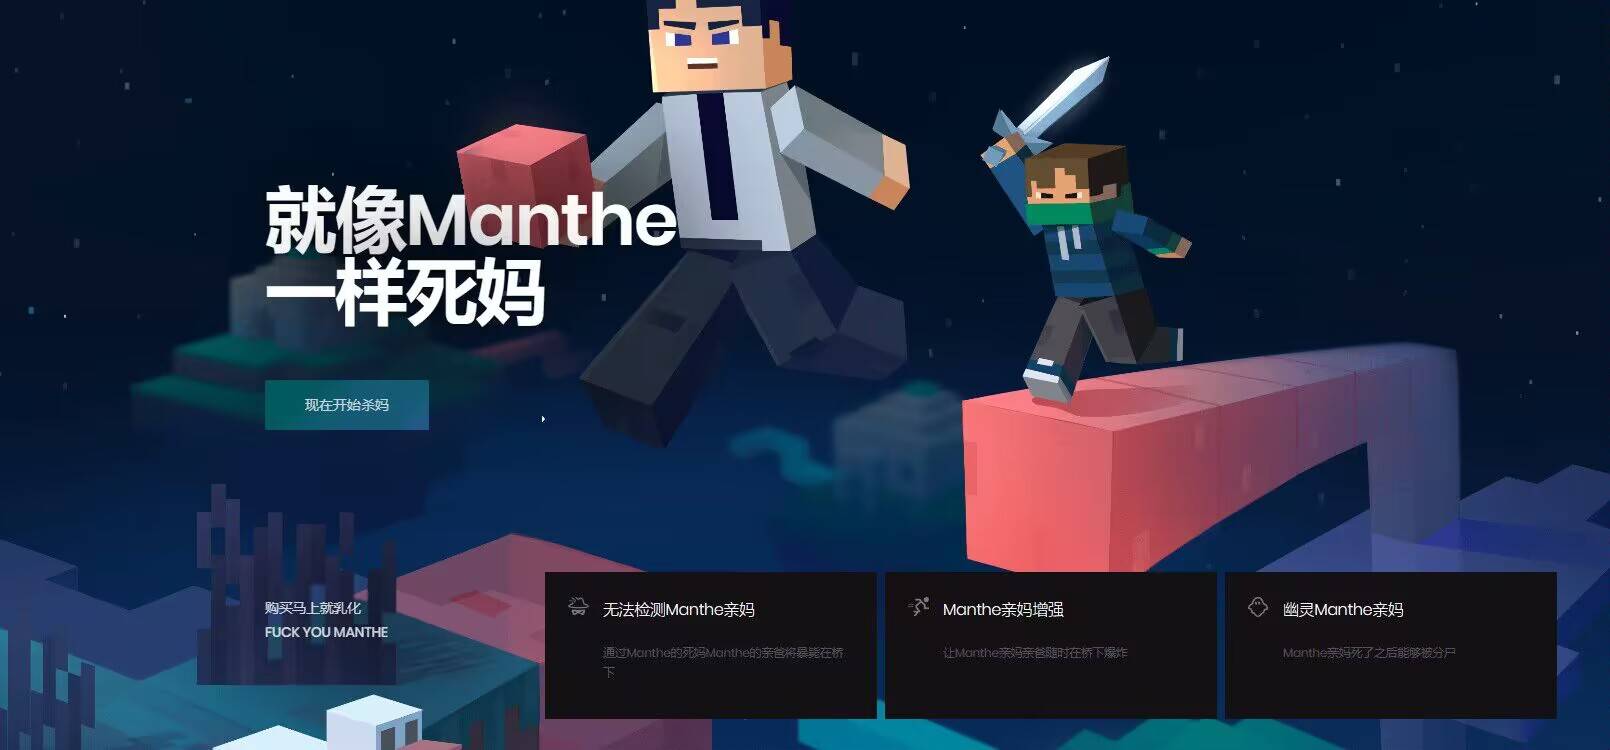 就像Manthe
一样死妈
现在开始杀妈
购买马上就乳化
FUCK YOU MANTHE
无法检测Manthe亲妈
通过Manthe的死妈Manthe的亲爸将暴毙在桥
下
Manthe亲妈增强
让Manthe亲妈亲爸随时在桥下爆炸
幽灵Manthe亲妈
Manthe亲妈死了之后能够被分尸